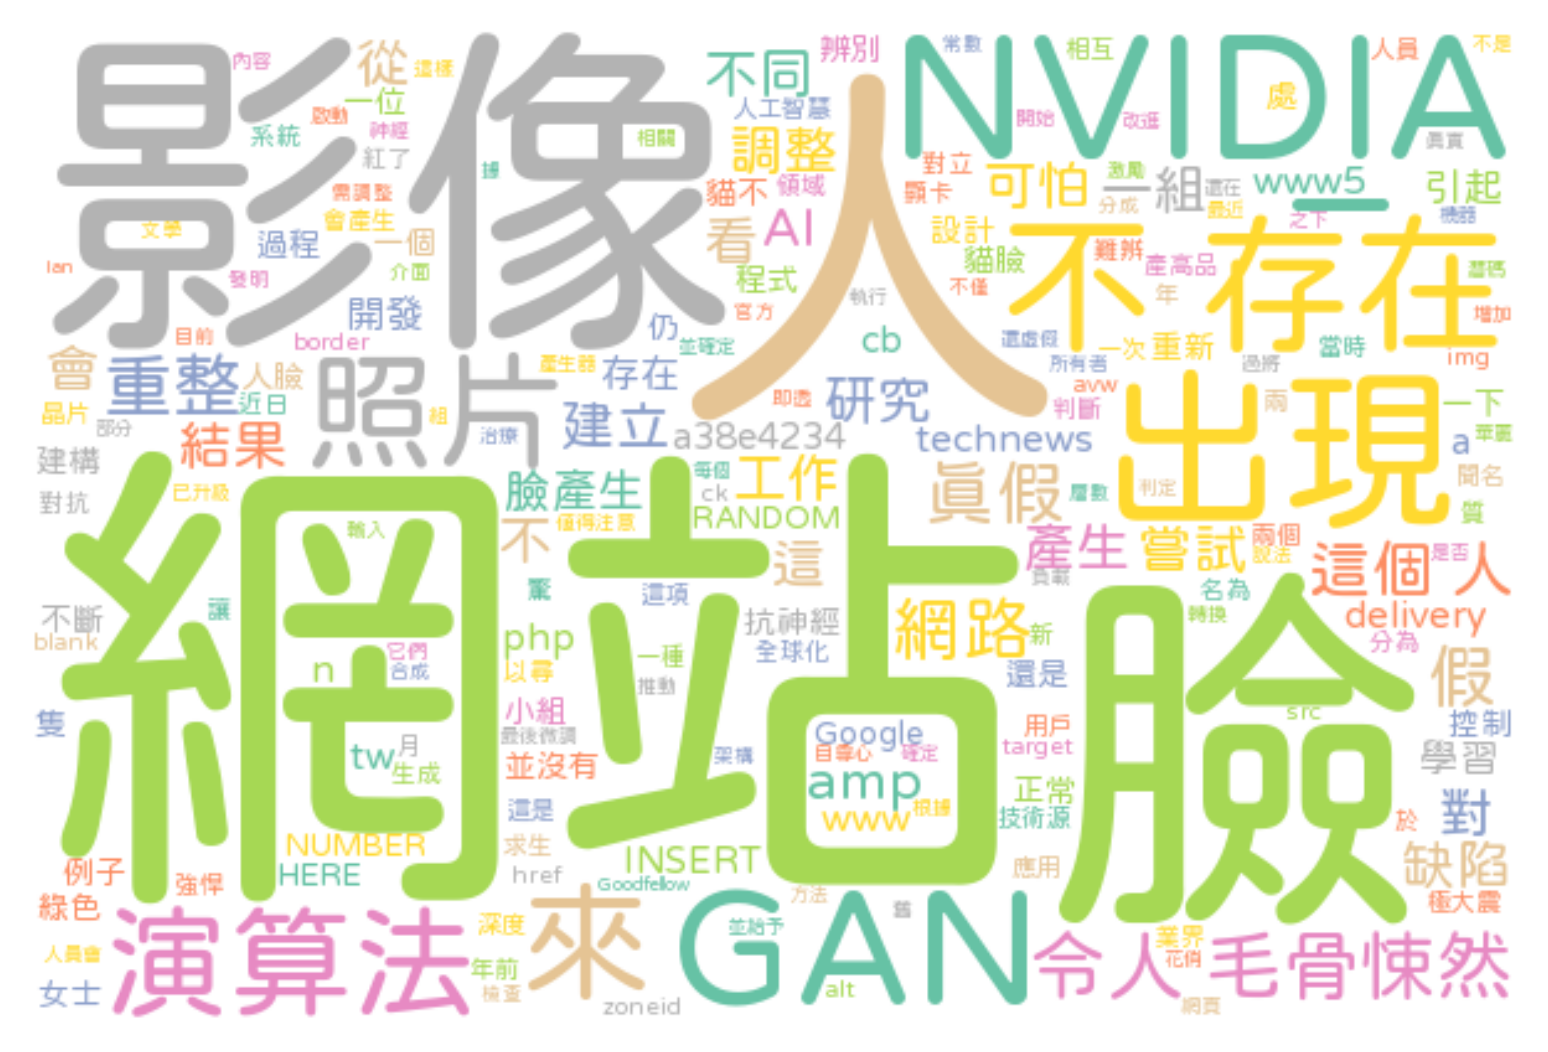 內容
從
這樣
影像
不同
辨別
NVIDIA
常數
相互
人員
不是
一位
啟動
神經
系統
紅了
相關
據
人工智慧
調整
人
開始
改進
處
真實
需調整
會產生
文學
過程
一個
介面
發明
Ian
貓不
領域
看
AI
程式
官方
對立
顯卡
可怕
激勵
分成
一組
還在
最近
www5
_
引起
機器
之下
設計
貓臉
不僅
難辨
產高品
年
不存在
增加
執行
開發
目前
border
仍
並確定
cb
還虛假
所有者
一次
重新
過將
當時
img
會
重整
人臉
近日
晶片
部分
照片
組
產生器
存在
治療
建立
即透
研究
avw
判斷
兩
出現
一下
a
華麗
結果
a38e4234
technews
建構
對抗
已升級
網站
臉產生
每個
ck
工作
RANDOM
真假
層數
判定
聞名
質
輸入
不
值得注意
驚
這
這項
產生
負載
嘗試
兩個
說法
這個人
是否
不斷
blank
讓
它們
合成
n
php
以尋
一種
推動
抗神經
全球化
網路
新
還是
名為
轉換
臉
delivery
分為
假
隻
tw
月
生成
小組
最後微調
並沒有
架構
Google
自尋心
確定
amp
www
根據
用戶
target
src
控制
學習
這是
正常
技術源
於
對
NUMBER
HERE
求生
href
INSERT
Goodfellow
應用
缺陷
例子
強悍
綠色
極大震
人員會
女士
演算法
深度
年前
檢查
來
zoneid
GAN
並給予
方法
舊
alt
令人
業界
花俏
毛骨悚然
網頁